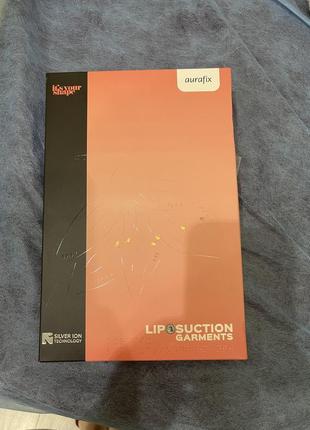 it's your
shape
aurafix
SILVER ION
TECHNOLOGY
LIPOSUCTION
GARMENTS